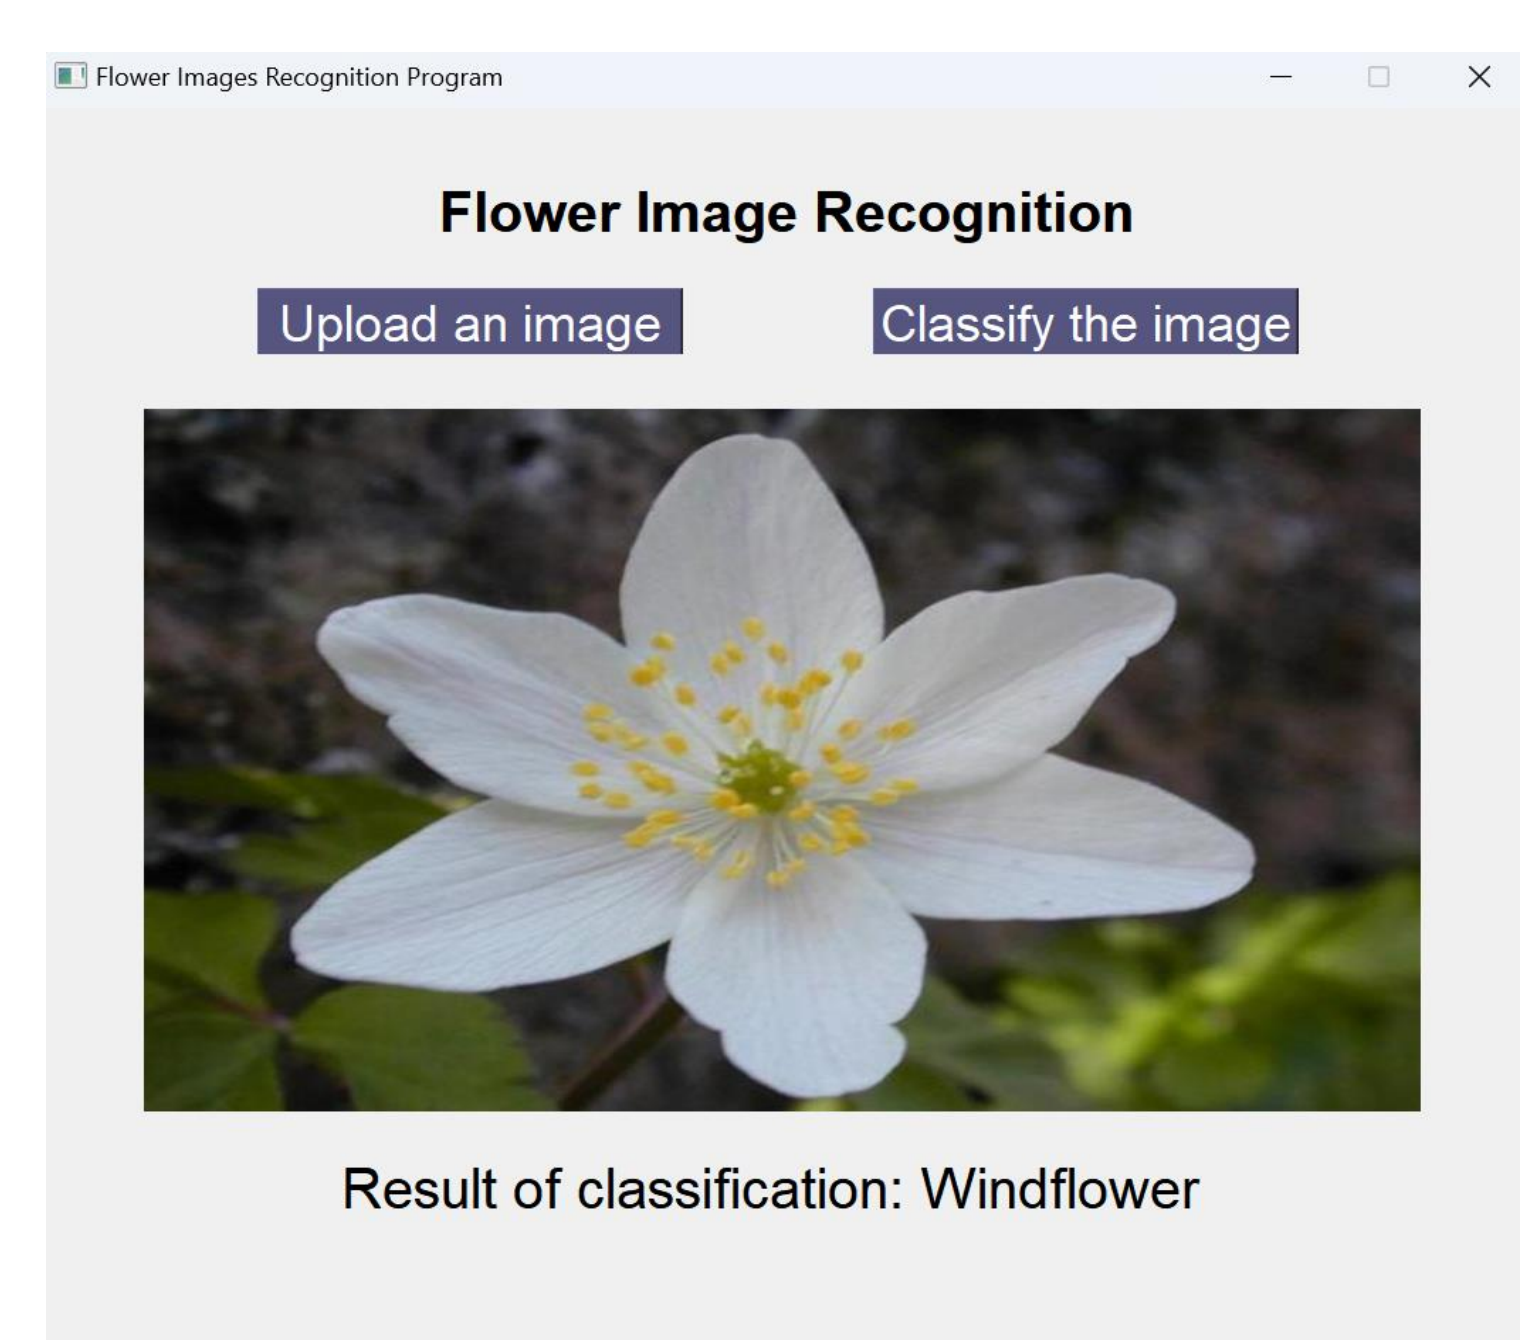 Flower Images Recognition Program
Flower Image Recognition
Upload an image
Classify the image
Result of classification: Windflower